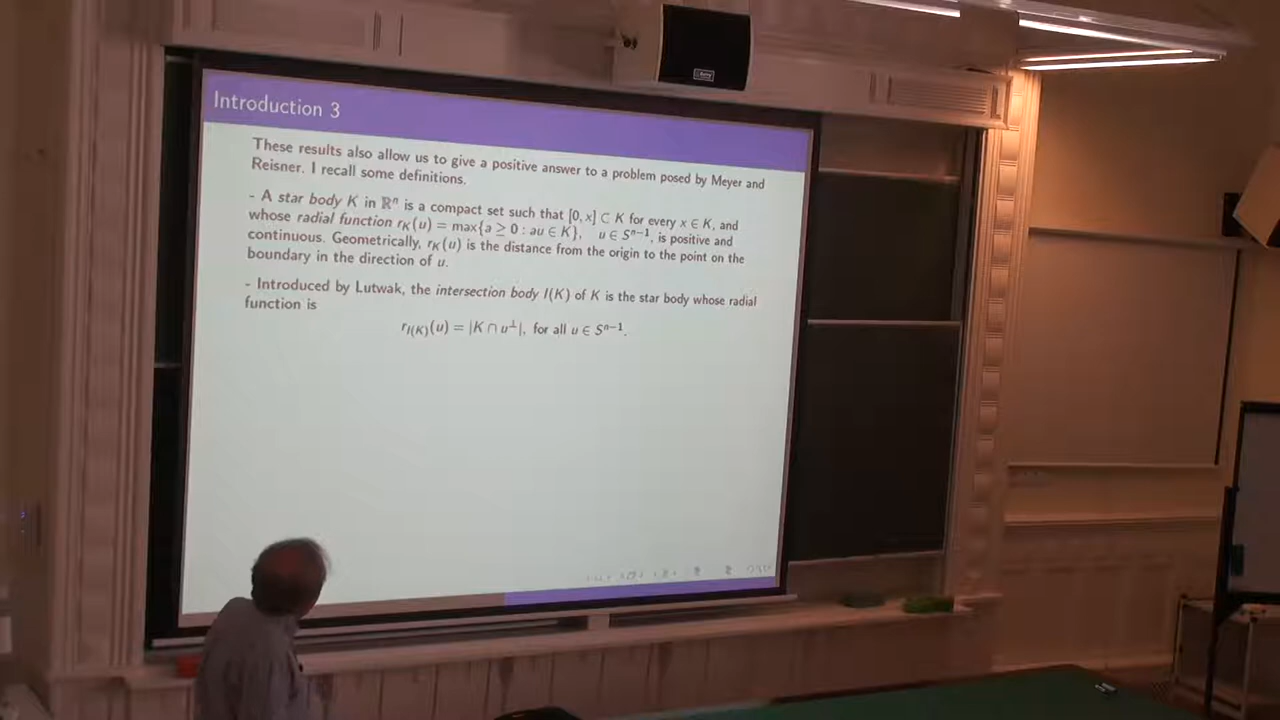 Introduction 3
These results also allow us to give a positive answer to a problem posed by Meyer and
Reisner. I recall some definitions.
- A star body K in ℝⁿ is a compact set such that [0, x] ⊂ K for every x ∈ K, and
whose radial function r_K(u) = max{a ≥ 0 : au ∈ K}, u ∈ Sⁿ⁻¹, is positive and
continuous. Geometrically, r_K(u) is the distance from the origin to the point on the
boundary in the direction of u.
- Introduced by Lutwak, the intersection body I(K) of K is the star body whose radial
function is
r_{I(K)}(u) = |K ∩ u^⊥|, for all u ∈ Sⁿ⁻¹.